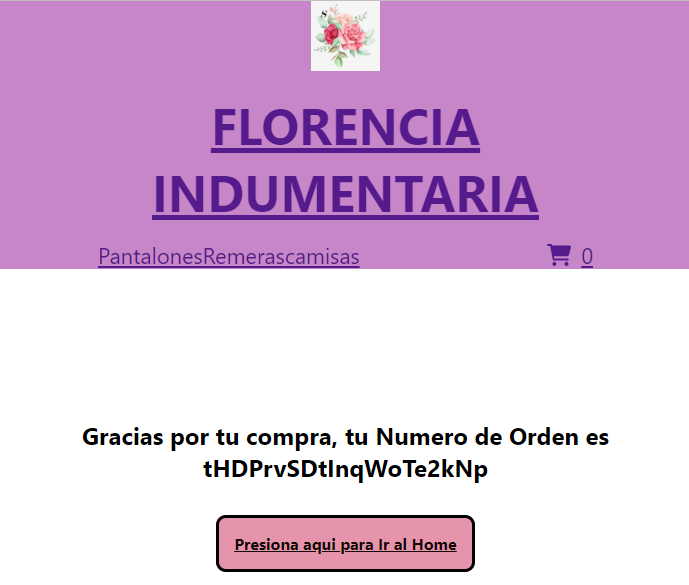 FLORENCIA
INDUMENTARIA
PantalonesRemerascamisas 0
Gracias por tu compra, tu Numero de Orden es
tHDPrvSDtInqWoTe2kNp
Presiona aqui para Ir al Home